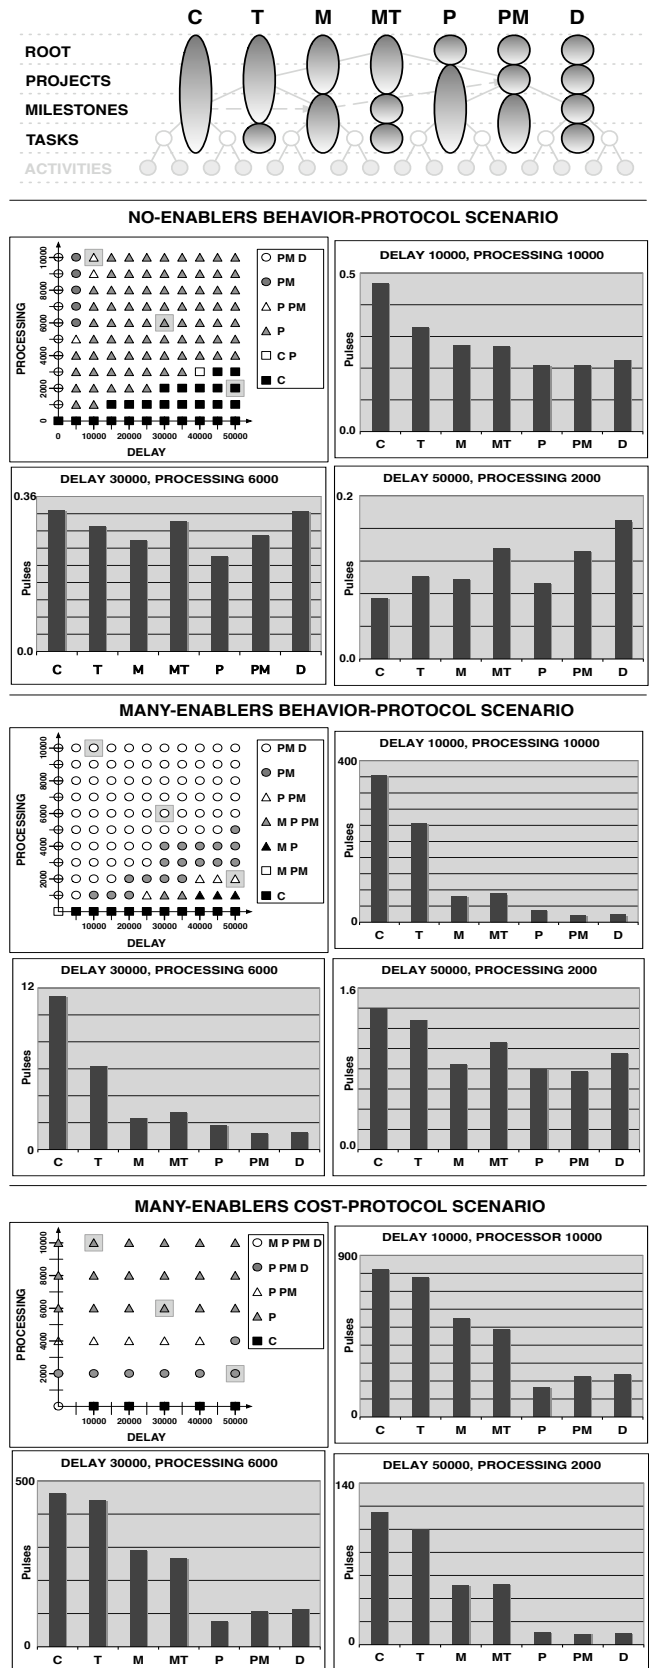 C T M MT P PM D
ROOT
PROJECTS
MILESTONES
TASKS
ACTIVITIES
NO-ENABLERS BEHAVIOR-PROTOCOL SCENARIO
PROCESSING
10000
8000
6000
4000
2000
0
0 10000 20000 30000 40000 50000
DELAY
PM D
PM
P PM
P
C P
C
DELAY 10000, PROCESSING 10000
0.5
Pulses
0.0
C T M MT P PM D
DELAY 30000, PROCESSING 6000
0.36
Pulses
0.0
C T M MT P PM D
DELAY 50000, PROCESSING 2000
0.2
Pulses
0.0
C T M MT P PM D
MANY-ENABLERS BEHAVIOR-PROTOCOL SCENARIO
PROCESSING
10000
8000
6000
4000
2000
10000 20000 30000 40000 50000
DELAY
PM D
PM
P PM
M P PM
M P
M PM
C
DELAY 10000, PROCESSING 10000
400
Pulses
0
C T M MT P PM D
DELAY 30000, PROCESSING 6000
12
Pulses
0
C T M MT P PM D
DELAY 50000, PROCESSING 2000
1.6
Pulses
0.0
C T M MT P PM D
MANY-ENABLERS COST-PROTOCOL SCENARIO
PROCESSING
10000
8000
6000
4000
2000
10000 20000 30000 40000 50000
DELAY
M P PM D
P PM D
P PM
P
C
DELAY 10000, PROCESSOR 10000
900
Pulses
0
C T M MT P PM D
DELAY 30000, PROCESSING 6000
500
Pulses
0
C T M MT P PM D
DELAY 50000, PROCESSING 2000
140
Pulses
0
C T M MT P PM D